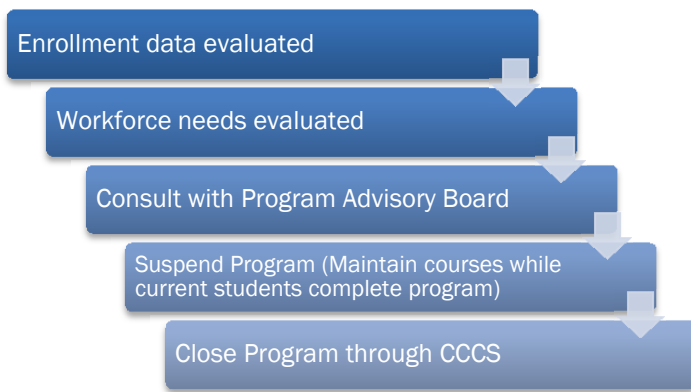 Enrollment data evaluated
Workforce needs evaluated
Consult with Program Advisory Board
Suspend Program (Maintain courses while
current students complete program)
Close Program through CCCS